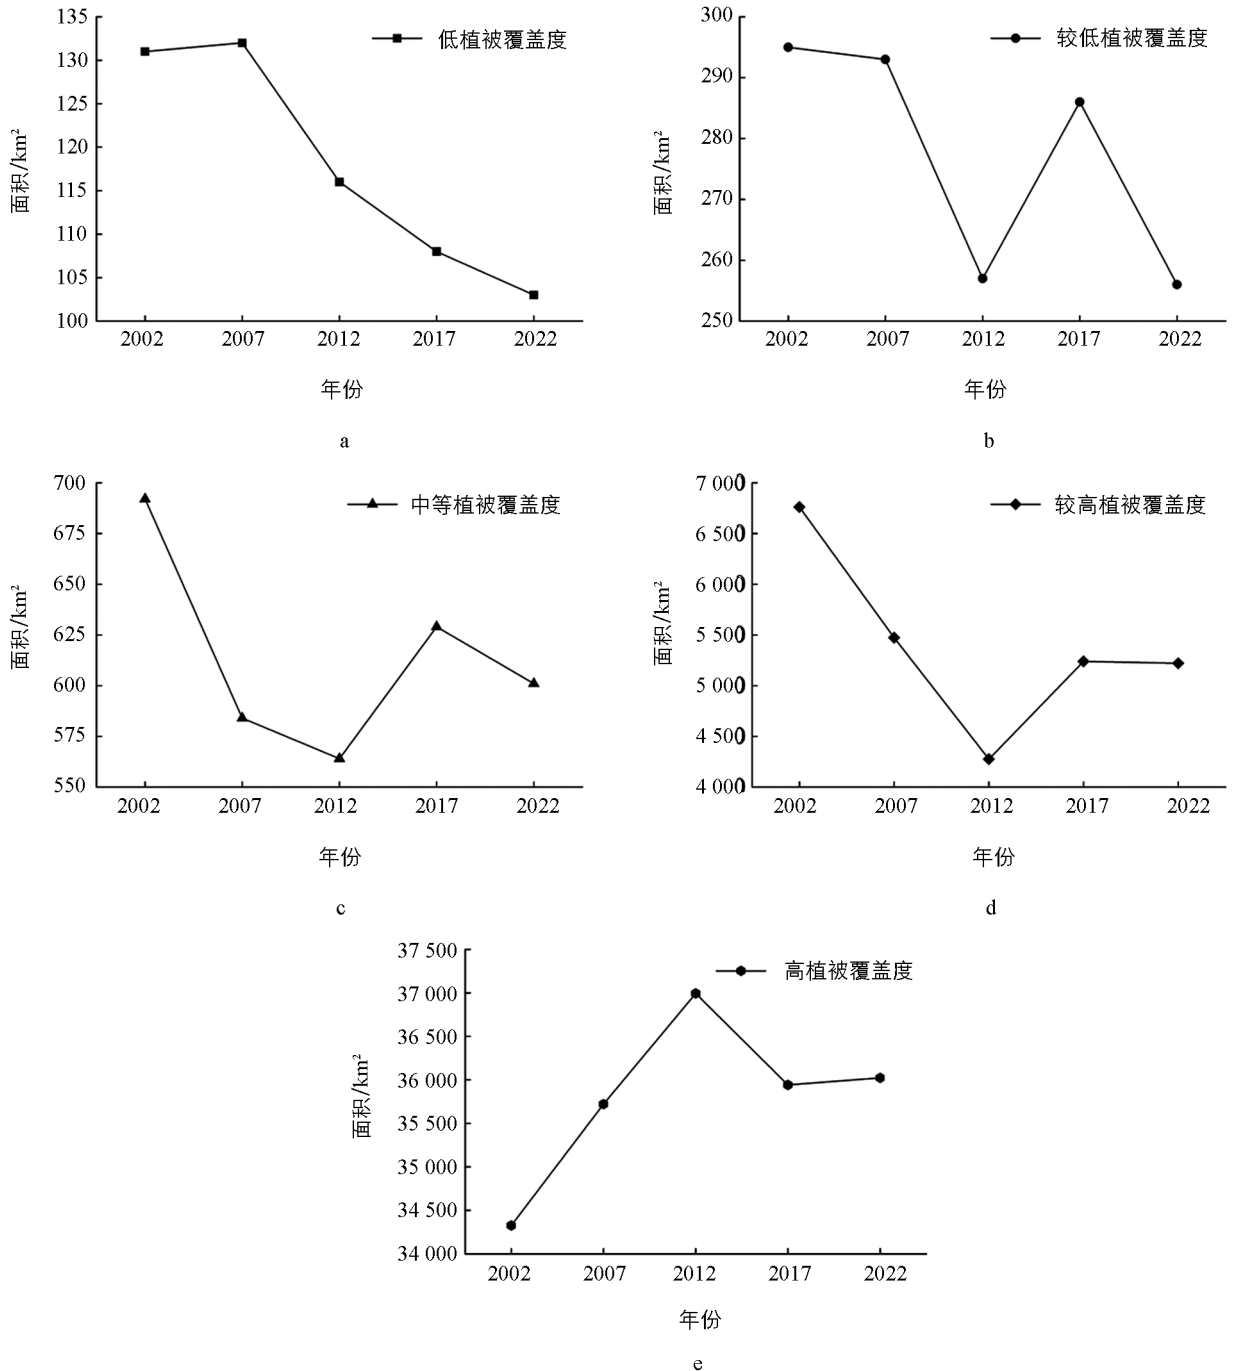 135
130
125
120
115
110
105
100
面积/km²
低植被覆盖度
2002 2007 2012 2017 2022
年份
a
300
290
280
270
260
250
面积/km²
较低植被覆盖度
2002 2007 2012 2017 2022
年份
b
700
675
650
625
600
575
550
面积/km²
中等植被覆盖度
2002 2007 2012 2017 2022
年份
c
7 000
6 500
6 000
5 500
5 000
4 500
4 000
面积/km²
较高植被覆盖度
2002 2007 2012 2017 2022
年份
d
37 500
37 000
36 500
36 000
35 500
35 000
34 500
34 000
面积/km²
高植被覆盖度
2002 2007 2012 2017 2022
年份
e